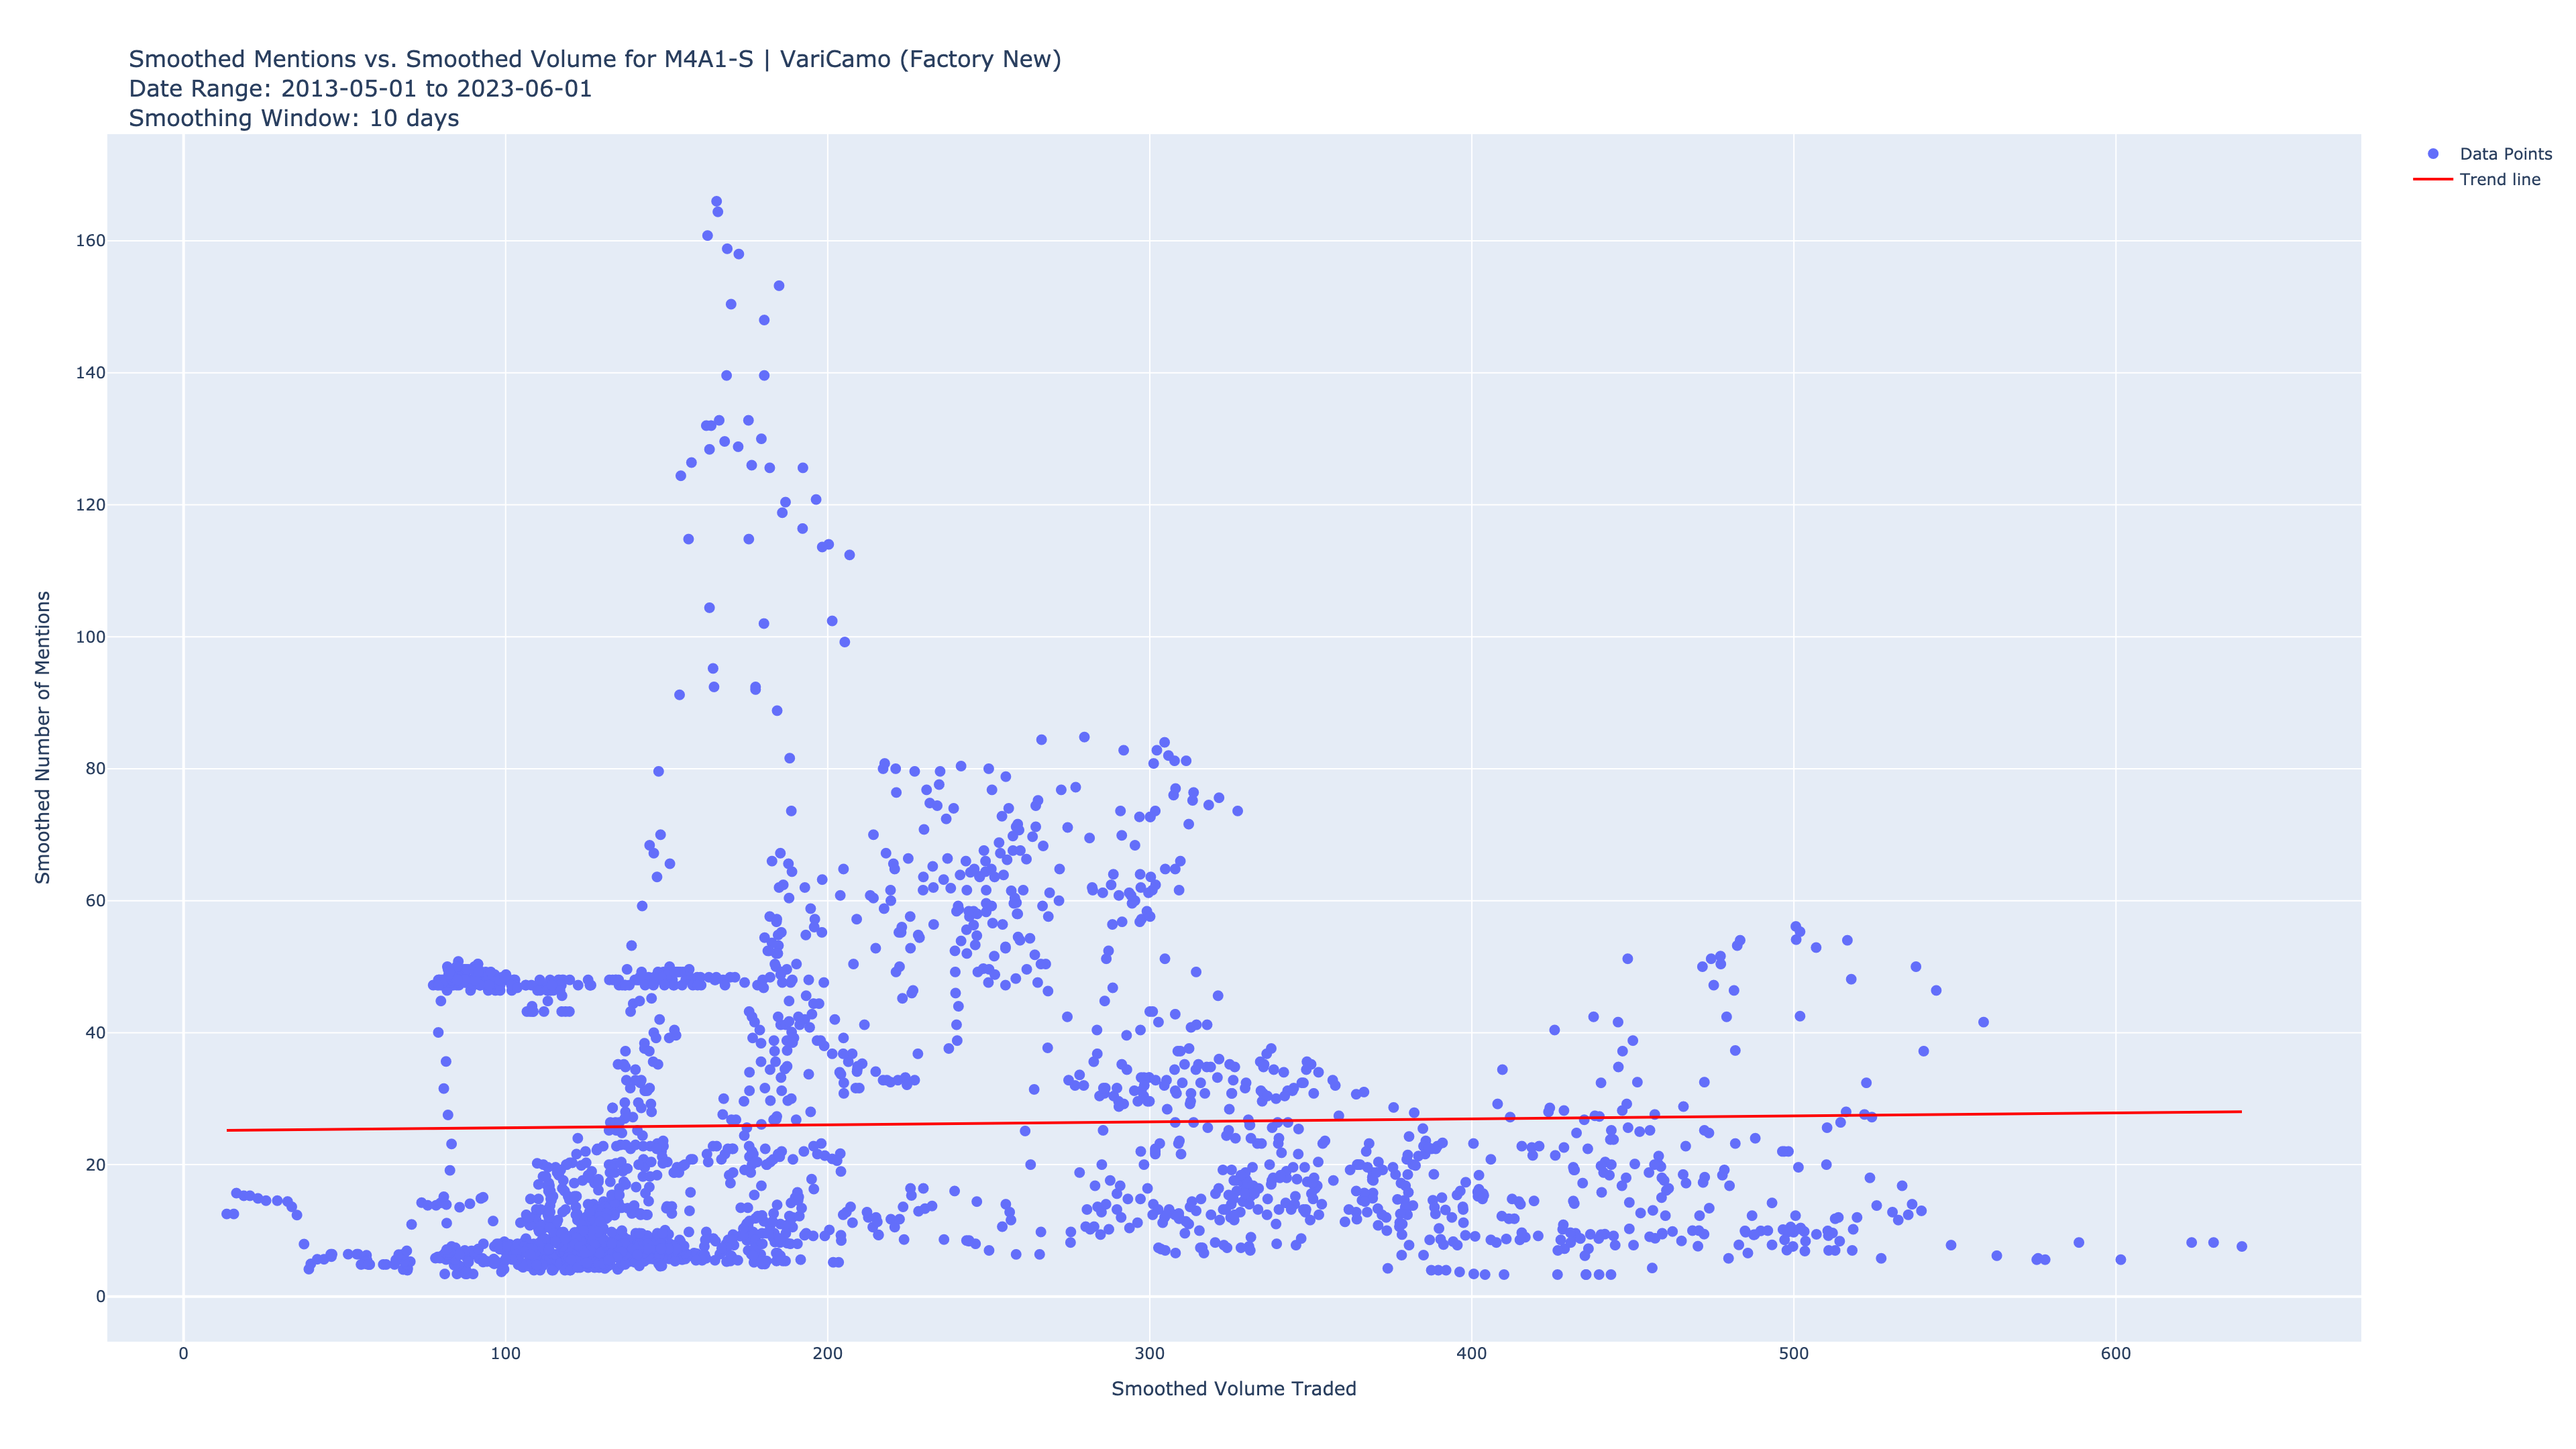 Smoothed Mentions vs. Smoothed Volume for M4A1-S | VariCamo (Factory New)
Date Range: 2013-05-01 to 2023-06-01
Smoothing Window: 10 days
Data Points
Trend line
160
140
120
100
80
60
40
20
0
Smoothed Number of Mentions
0 100 200 300 400 500 600
Smoothed Volume Traded